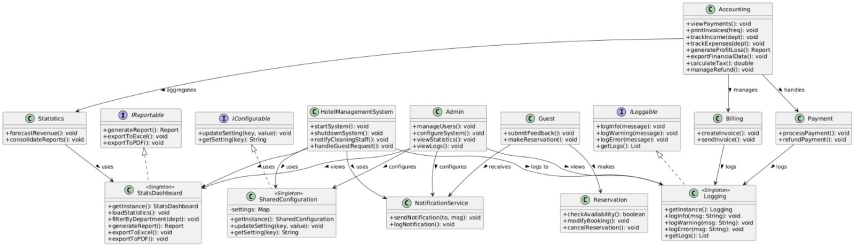 Accounting
+viewPayments(): void
+printInvoices(freq): void
+trackIncome(dept): void
+trackExpenses(dept): void
+generateProfitLoss(): Report
+exportFinancialData(): void
+calculateTax(): double
+manageRefund(): void
aggregates
manages
handles
Statistics
+forecastRevenue(): void
+consolidateReports(): void
IReportable
+generateReport(): Report
+exportToExcel(): void
+exportToPDF(): void
IConfigurable
+updateSetting(key, value): void
+getSetting(key): String
HotelManagementSystem
+startSystem(): void
+shutdownSystem(): void
+notifyCleaningStaff(): void
+handleGuestRequest(): void
Admin
+manageUsers(): void
+configureSystem(): void
+viewStatistics(): void
+viewLogs(): void
Guest
+submitFeedback(): void
+makeReservation(): void
ILoggable
+logInfo(message): void
+logWarning(message): void
+logError(message): void
+getLogs(): List
Billing
+createInvoice(): void
+sendInvoice(): void
Payment
+processPayment(): void
+refundPayment(): void
uses
uses
uses
uses
configures
views
configures
receives
logs to
makes
logs
logs
«Singleton»
StatsDashboard
+getInstance(): StatsDashboard
+loadStatistics(): void
+filterByDepartment(dept): void
+generateReport(): Report
+exportToExcel(): void
+exportToPDF(): void
«Singleton»
SharedConfiguration
-settings: Map
+getInstance(): SharedConfiguration
+updateSetting(key, value): void
+getSetting(key): String
NotificationService
+sendNotification(to, msg): void
+logNotification(): void
Reservation
+checkAvailability(): boolean
+modifyBooking(): void
+cancelReservation(): void
«Singleton»
Logging
+getInstance(): Logging
+logInfo(msg: String): void
+logWarning(msg: String): void
+logError(msg: String): void
+getLogs(): List